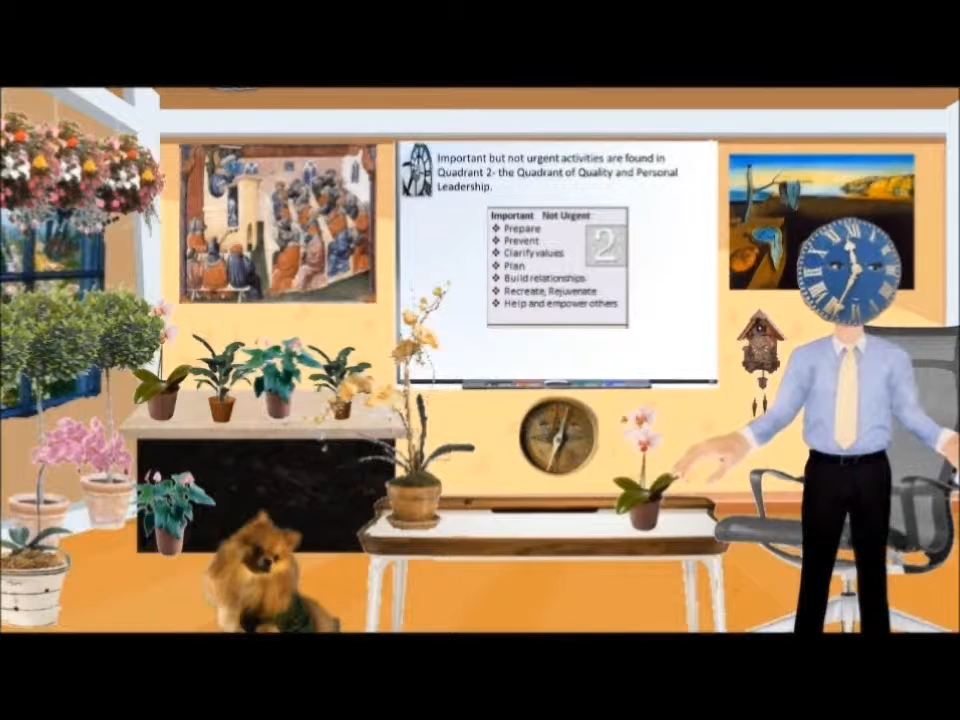 Important but not urgent activities are found in
Quadrant 2- the Quadrant of Quality and Personal
Leadership.
Important Not Urgent
❖ Prepare
❖ Prevent
❖ Clarify values
❖ Plan
❖ Build relationships
❖ Recreate, Rejuvenate
❖ Help and empower others
2